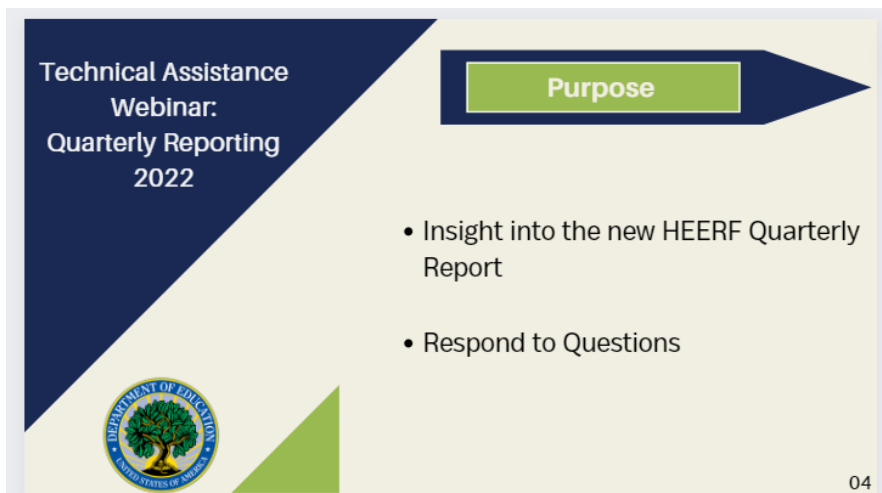 Technical Assistance
Webinar:
Quarterly Reporting
2022
Purpose
• Insight into the new HEERF Quarterly
Report
• Respond to Questions
DEPARTMENT OF EDUCATION
UNITED STATES OF AMERICA
04